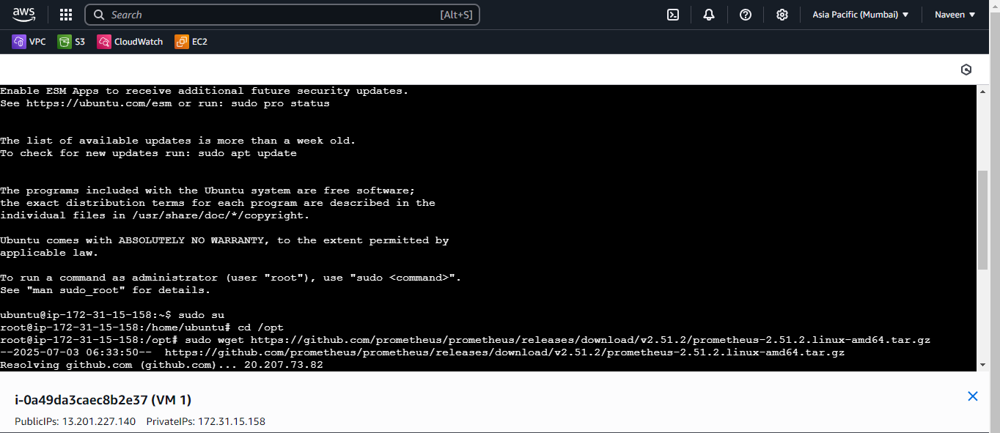 aws
Search [Alt+S] Asia Pacific (Mumbai) Naveen
VPC S3 CloudWatch EC2
Enable ESM Apps to receive additional future security updates.
See https://ubuntu.com/esm or run: sudo pro status
The list of available updates is more than a week old.
To check for new updates run: sudo apt update
The programs included with the Ubuntu system are free software;
the exact distribution terms for each program are described in the
individual files in /usr/share/doc/*/copyright.
Ubuntu comes with ABSOLUTELY NO WARRANTY, to the extent permitted by
applicable law.
To run a command as administrator (user "root"), use "sudo <command>".
See "man sudo_root" for details.
ubuntu@ip-172-31-15-158:~$ sudo su
root@ip-172-31-15-158:/home/ubuntu# cd /opt
root@ip-172-31-15-158:/opt# sudo wget https://github.com/prometheus/prometheus/releases/download/v2.51.2/prometheus-2.51.2.linux-amd64.tar.gz
--2025-07-03 06:33:50--  https://github.com/prometheus/prometheus/releases/download/v2.51.2/prometheus-2.51.2.linux-amd64.tar.gz
Resolving github.com (github.com)... 20.207.73.82
i-0a49da3caec8b2e37 (VM 1)
PublicIPs: 13.201.227.140 PrivateIPs: 172.31.15.158